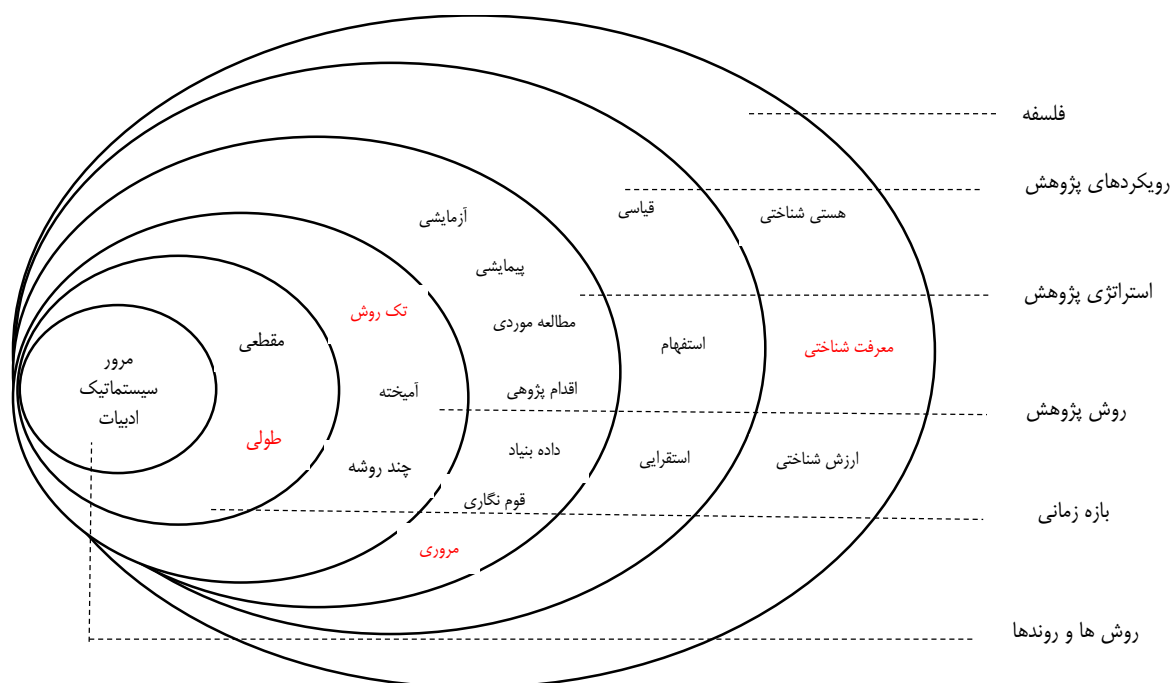 فلسفه
رویکردهای پژوهش
استراتژی پژوهش
روش پژوهش
بازه زمانی
روش ها و روندها
هستی شناختی
معرفت شناختی
ارزش شناختی
قیاسی
استفهام
استقرایی
آزمایشی
پیمایشی
مطالعه موردی
اقدام پژوهی
داده بنیاد
قوم نگاری
مروری
تک روش
آمیخته
چند روشه
مقطعی
طولی
مرور
سیستماتیک
ادبیات